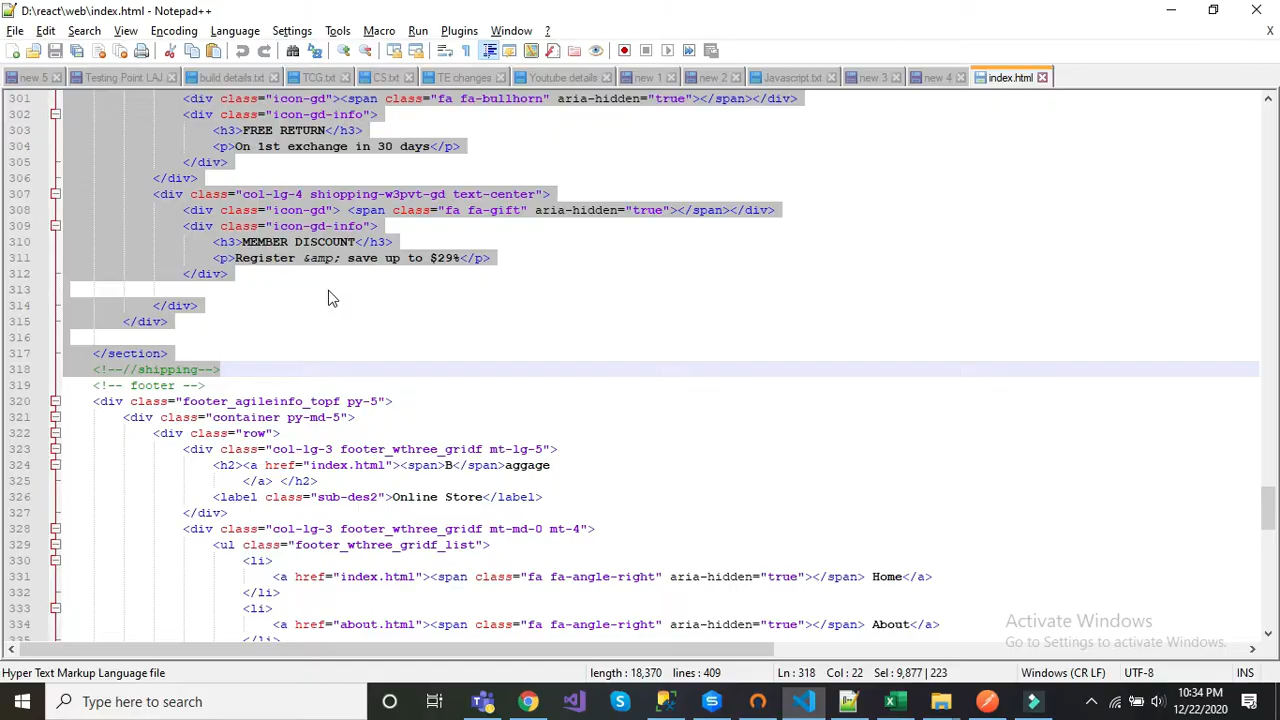 D:\react\web\index.html - Notepad++
File Edit Search View Encoding Language Settings Tools Macro Run Plugins Window ?
X
new 5 Testing Point LAJ build details.txt TCG.txt CS.txt TE changes Youtube details new 1 new 2 Javascript.txt new 3 new 4 index.html
301 <div class="icon-gd"><span class="fa fa-bullhorn" aria-hidden="true"></span></div>
302 <div class="icon-gd-info">
303 <h3>FREE RETURN</h3>
304 <p>On 1st exchange in 30 days</p>
305 </div>
306 </div>
307 <div class="col-lg-4 shiopping-w3pvt-gd text-center">
308 <div class="icon-gd"> <span class="fa fa-gift" aria-hidden="true"></span></div>
309 <div class="icon-gd-info">
310 <h3>MEMBER DISCOUNT</h3>
311 <p>Register &amp; save up to $29%</p>
312 </div>
313
314 </div>
315 </div>
316
317 </section>
318 <!--//shipping-->
319 <!-- footer -->
320 <div class="footer_agileinfo_topf py-5">
321 <div class="container py-md-5">
322 <div class="row">
323 <div class="col-lg-3 footer_wthree_gridf mt-lg-5">
324 <h2><a href="index.html"><span>B</span>aggage
325 </a> </h2>
326 <label class="sub-des2">Online Store</label>
327 </div>
328 <div class="col-lg-3 footer_wthree_gridf mt-md-0 mt-4">
329 <ul class="footer_wthree_gridf_list">
330 <li>
331 <a href="index.html"><span class="fa fa-angle-right" aria-hidden="true"></span> Home</a>
332 </li>
333 <li>
334 <a href="about.html"><span class="fa fa-angle-right" aria-hidden="true"></span> About</a>
335 </li>
Activate Windows
Go to Settings to activate Windows.
Hyper Text Markup Language file length : 18,370 lines : 409 Ln : 318 Col : 22 Sel : 9,877 | 223 Windows (CR LF) UTF-8 INS
Type here to search
10:34 PM
12/22/2020